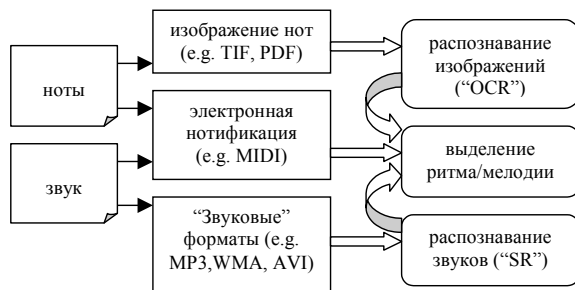 ноты
звук
изображение нот
(e.g. TIF, PDF)
электронная
нотификация
(e.g. MIDI)
“Звуковые”
форматы (e.g.
MP3,WMA, AVI)
распознавание
изображений
(“OCR”)
выделение
ритма/мелодии
распознавание
звуков (“SR”)